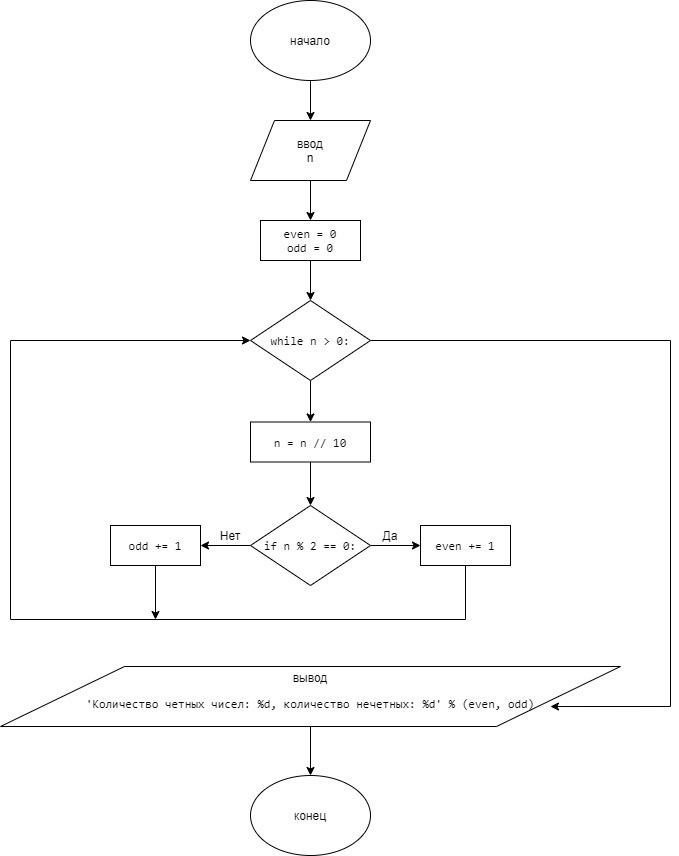 начало
ввод
n
even = 0
odd = 0
while n > 0:
n = n // 10
Нет
Да
odd += 1
if n % 2 == 0:
even += 1
вывод
'Количество четных чисел: %d, количество нечетных: %d' % (even, odd)
конец